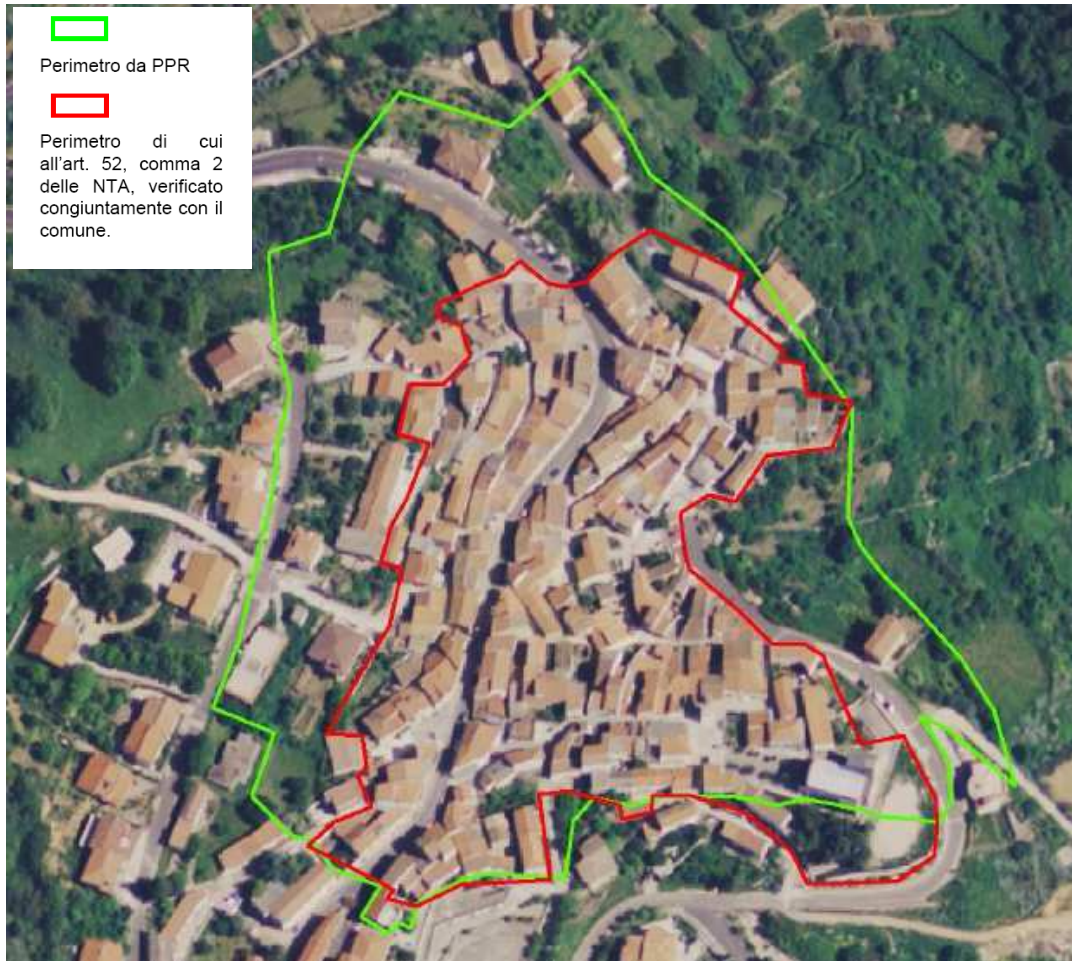 Perimetro da PPR
Perimetro di cui
all'art. 52, comma 2
delle NTA, verificato
congiuntamente con il
comune.